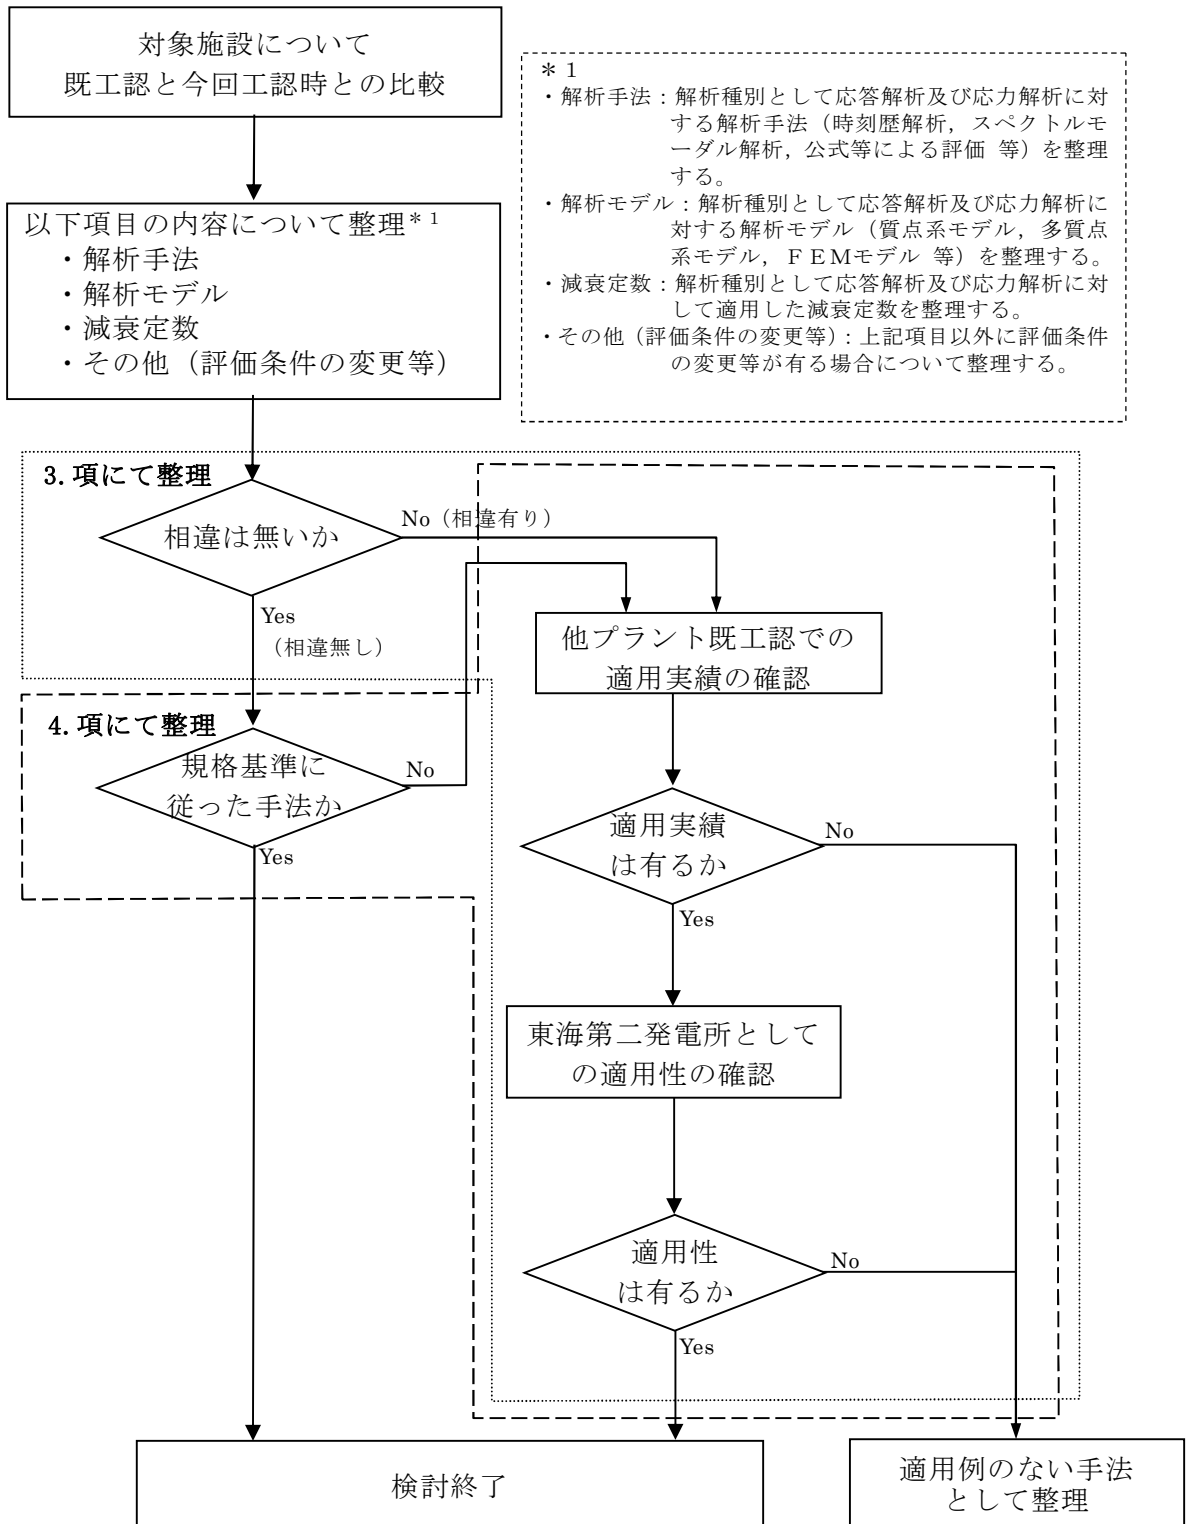 対象施設について
既工認と今回工認時との比較
＊1
・解析手法：解析種別として応答解析及び応力解析に対
する解析手法（時刻歴解析，スペクトルモ
ーダル解析，公式等による評価 等）を整理
する。
・解析モデル：解析種別として応答解析及び応力解析に
対する解析モデル（質点系モデル，多質点
系モデル，ＦＥＭモデル 等）を整理する。
・減衰定数：解析種別として応答解析及び応力解析に対
して適用した減衰定数を整理する。
・その他（評価条件の変更等）：上記項目以外に評価条件
の変更等が有る場合について整理する。
以下項目の内容について整理＊1
・解析手法
・解析モデル
・減衰定数
・その他（評価条件の変更等）
3.項にて整理
相違は無いか
No（相違有り）
Yes
（相違無し）
他プラント既工認での
適用実績の確認
4.項にて整理
規格基準に
従った手法か
No
Yes
適用実績
は有るか
No
Yes
東海第二発電所として
の適用性の確認
適用性
は有るか
No
Yes
検討終了
適用例のない手法
として整理